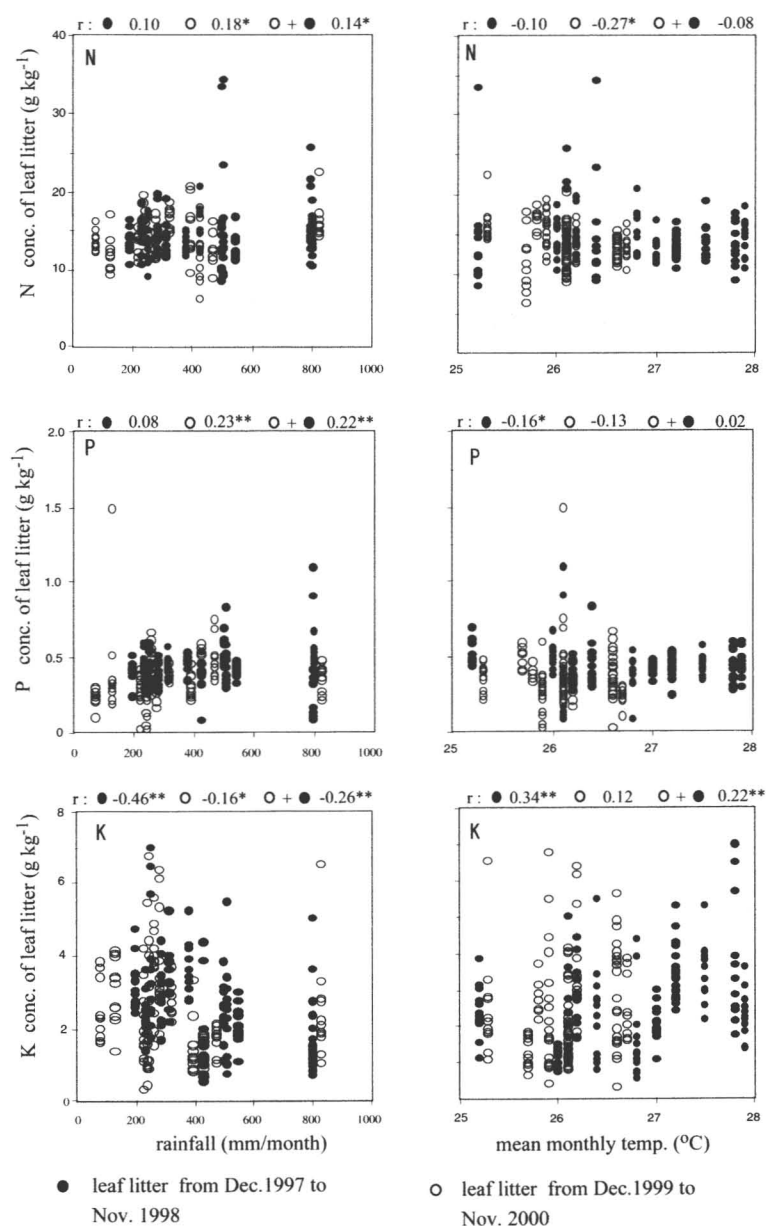 r : ● 0.10 ○ 0.18* ○ + ● 0.14*
r : ● -0.10 ○ -0.27* ○ + ● -0.08
N
N
N conc. of leaf litter (g kg-1)
40
30
20
10
0
200 400 600 800 1000
25 26 27 28
r : ● 0.08 ○ 0.23** ○ + ● 0.22**
r : ● -0.16* ○ -0.13 ○ + ● 0.02
P
P
P conc. of leaf litter (g kg-1)
2.0
1.5
1.0
0.5
0
0 200 400 600 800 1000
25 26 27 28
r : ● -0.46** ○ -0.16* ○ + ● -0.26**
r : ● 0.34** ○ 0.12 ○ + ● 0.22**
K
K
K conc. of leaf litter (g kg-1)
8
6
4
2
0
0 200 400 600 800 1000
25 26 27 28
rainfall (mm/month)
mean monthly temp. (°C)
● leaf litter from Dec.1997 to
Nov. 1998
○ leaf litter from Dec.1999 to
Nov. 2000